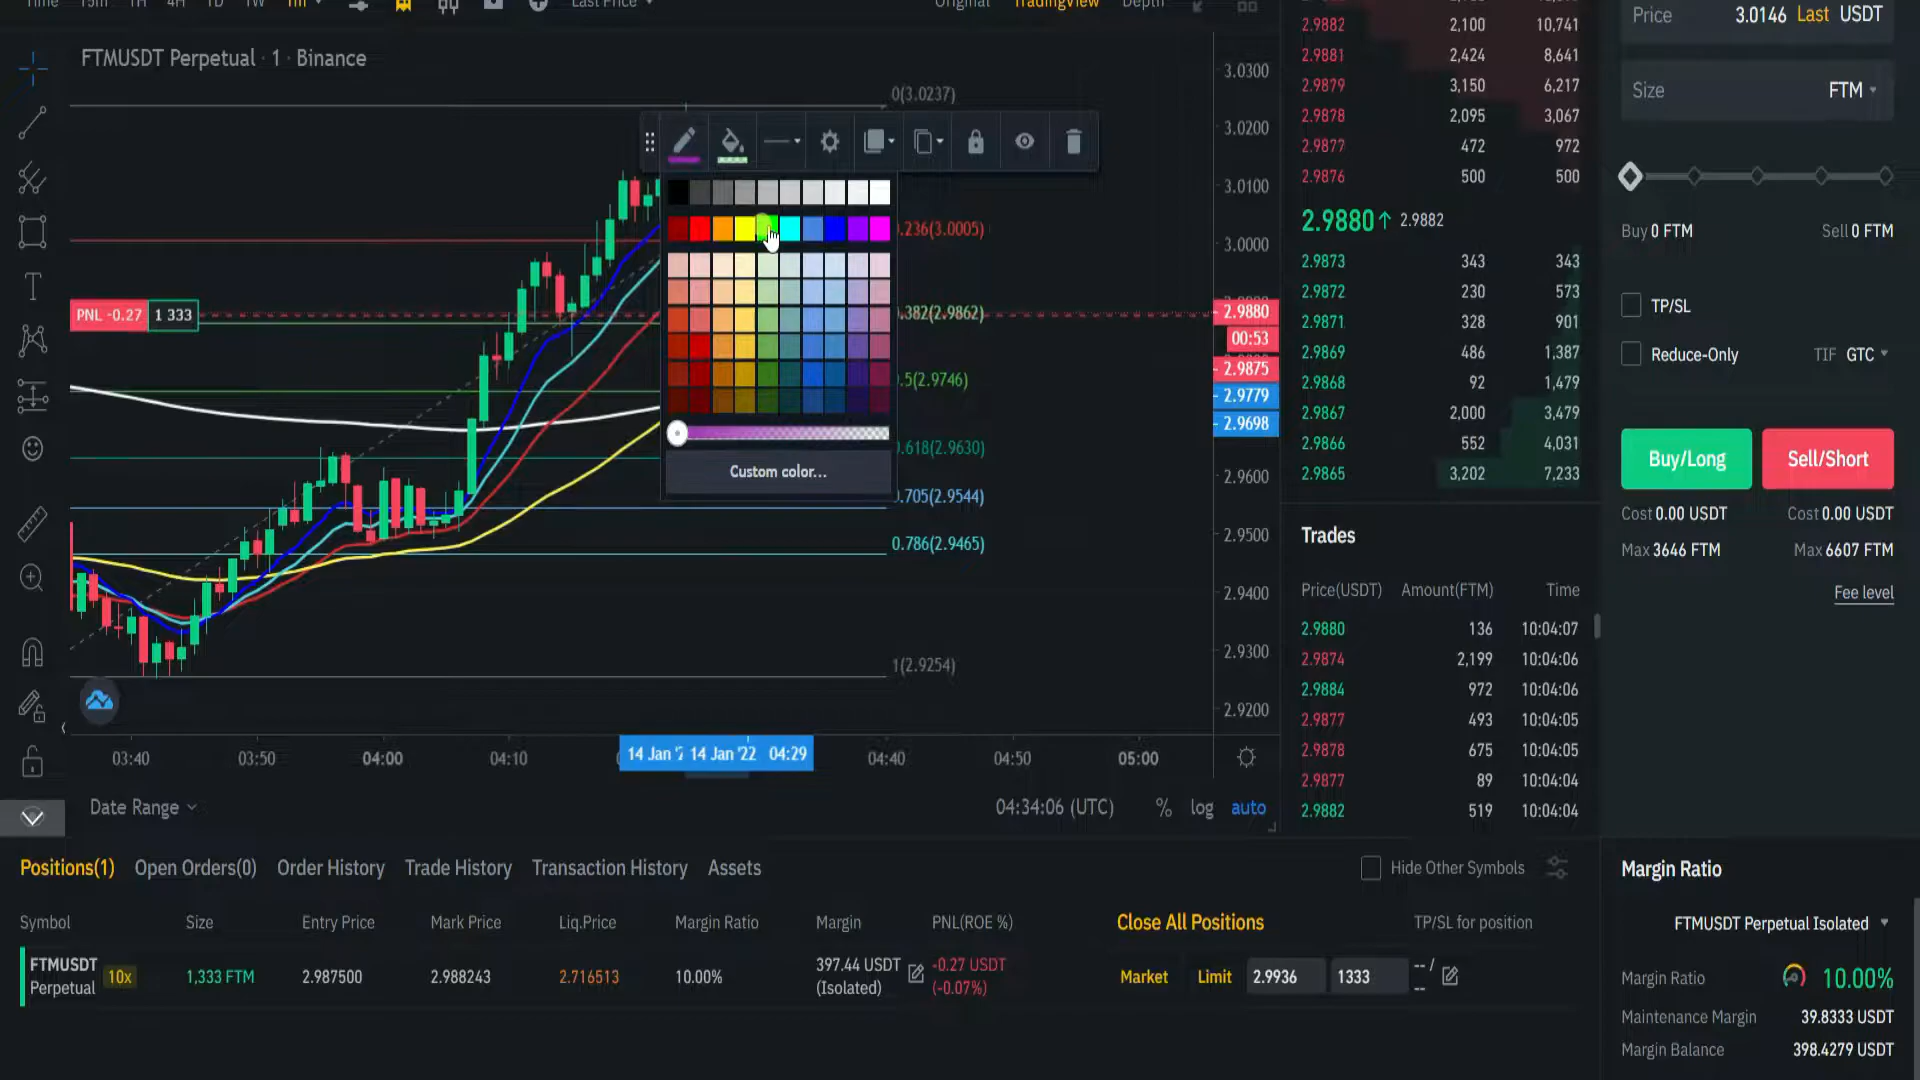 Time 15m 1H 4H 1D 1W 1m Last Price Original TradingView Depth
FTMUSDT Perpetual · 1 · Binance
0(3.0237)
0.236(3.0005)
.382(2.9862)
.5(2.9746)
0.618(2.9630)
.705(2.9544)
0.786(2.9465)
1(2.9254)
PNL -0.27 1 333
Custom color...
3.0300
3.0200
3.0100
3.0000
2.9880
00:53
2.9875
2.9779
2.9698
2.9600
2.9500
2.9400
2.9300
2.9200
03:40 03:50 04:00 04:10 14 Jan '2 14 Jan '22 04:29 04:40 04:50 05:00
Date Range 04:34:06 (UTC) % log auto
2.9882 2,100 10,741
2.9881 2,424 8,641
2.9879 3,150 6,217
2.9878 2,095 3,067
2.9877 472 972
2.9876 500 500
2.9880↑ 2.9882
2.9873 343 343
2.9872 230 573
2.9871 328 901
2.9869 486 1,387
2.9868 92 1,479
2.9867 2,000 3,479
2.9866 552 4,031
2.9865 3,202 7,233
Trades
Price(USDT) Amount(FTM) Time
2.9880 136 10:04:07
2.9874 2,199 10:04:06
2.9884 972 10:04:06
2.9877 493 10:04:05
2.9878 675 10:04:05
2.9877 89 10:04:04
2.9882 519 10:04:04
Price 3.0146 Last USDT
Size FTM
Buy 0 FTM Sell 0 FTM
TP/SL
Reduce-Only TIF GTC
Buy/Long Sell/Short
Cost 0.00 USDT Cost 0.00 USDT
Max 3646 FTM Max 6607 FTM
Fee level
Positions(1) Open Orders(0) Order History Trade History Transaction History Assets Hide Other Symbols
Symbol Size Entry Price Mark Price Liq.Price Margin Ratio Margin PNL(ROE %) Close All Positions TP/SL for position
FTMUSDT Perpetual 10x 1,333 FTM 2.987500 2.988243 2.716513 10.00% 397.44 USDT (Isolated) -0.27 USDT (-0.07%) Market Limit 2.9936 1333 -- / --
Margin Ratio
FTMUSDT Perpetual Isolated
Margin Ratio 10.00%
Maintenance Margin 39.8333 USDT
Margin Balance 398.4279 USDT